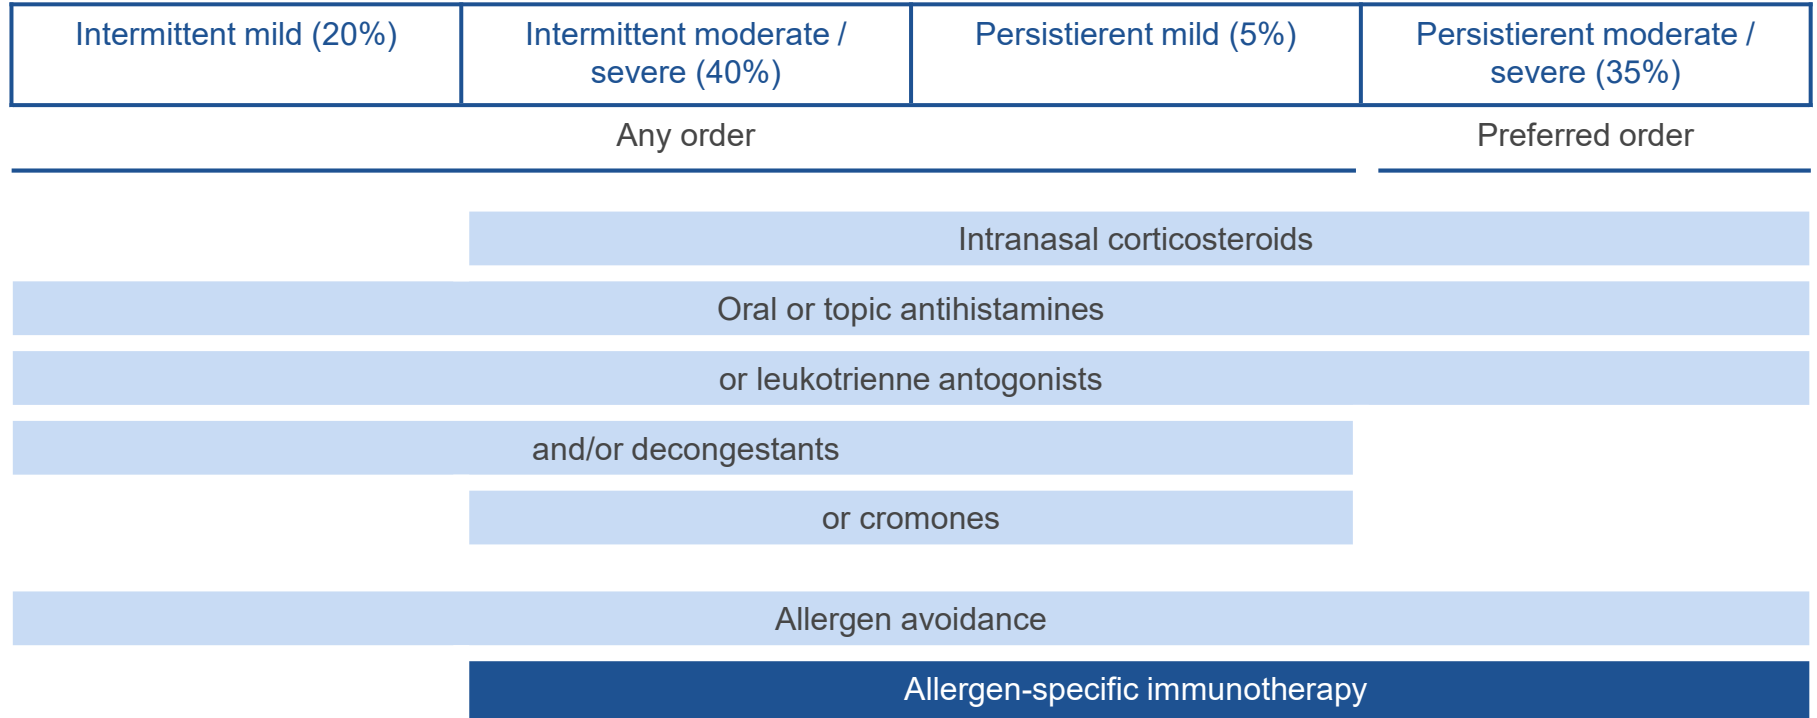 Intermittent mild (20%)
Intermittent moderate /
severe (40%)
Persistierent mild (5%)
Persistierent moderate /
severe (35%)
Any order
Preferred order
Intranasal corticosteroids
Oral or topic antihistamines
or leukotrienne antogonists
and/or decongestants
or cromones
Allergen avoidance
Allergen-specific immunotherapy